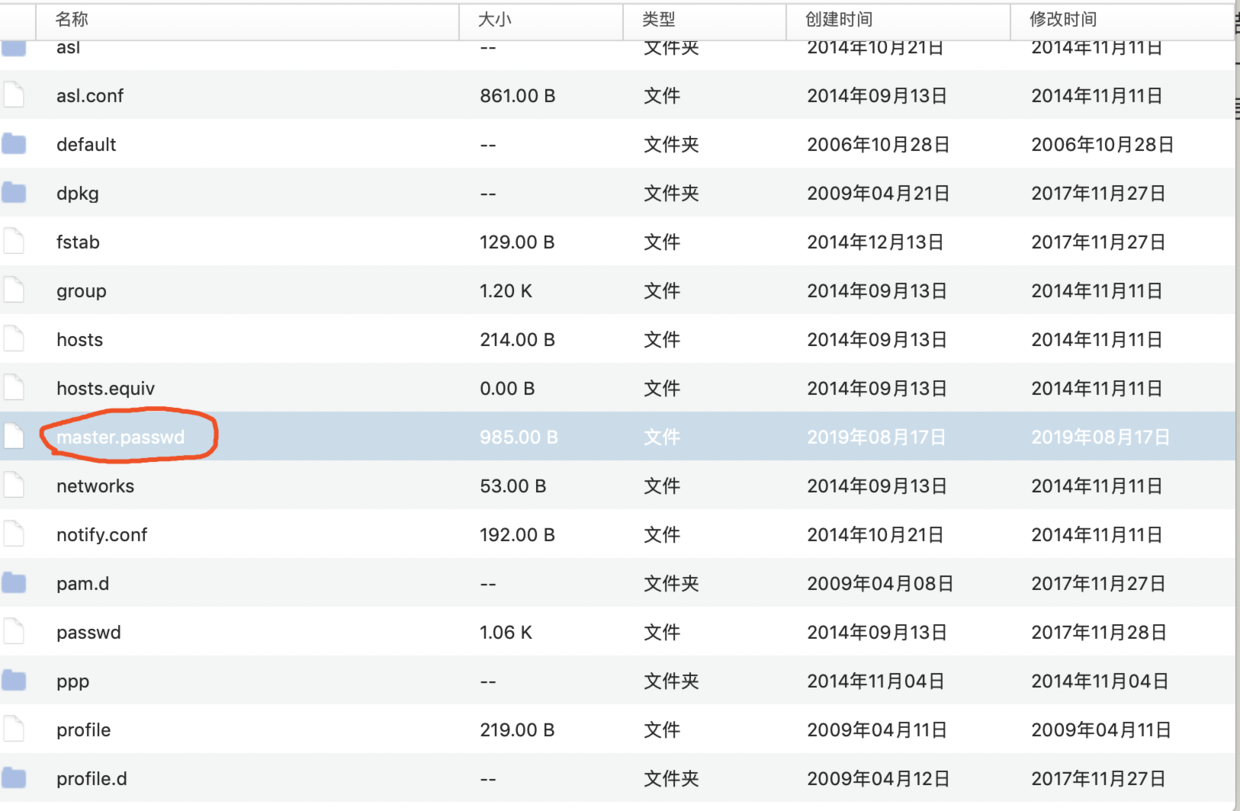 名称 大小 类型 创建时间 修改时间
asl -- 文件夹 2014年10月21日 2014年11月11日
asl.conf 861.00 B 文件 2014年09月13日 2014年11月11日
default -- 文件夹 2006年10月28日 2006年10月28日
dpkg -- 文件夹 2009年04月21日 2017年11月27日
fstab 129.00 B 文件 2014年12月13日 2017年11月27日
group 1.20 K 文件 2014年09月13日 2014年11月11日
hosts 214.00 B 文件 2014年09月13日 2014年11月11日
hosts.equiv 0.00 B 文件 2014年09月13日 2014年11月11日
master.passwd 985.00 B 文件 2019年08月17日 2019年08月17日
networks 53.00 B 文件 2014年09月13日 2014年11月11日
notify.conf 192.00 B 文件 2014年10月21日 2014年11月11日
pam.d -- 文件夹 2009年04月08日 2017年11月27日
passwd 1.06 K 文件 2014年09月13日 2017年11月28日
ppp -- 文件夹 2014年11月04日 2014年11月04日
profile 219.00 B 文件 2009年04月11日 2009年04月11日
profile.d -- 文件夹 2009年04月12日 2017年11月27日